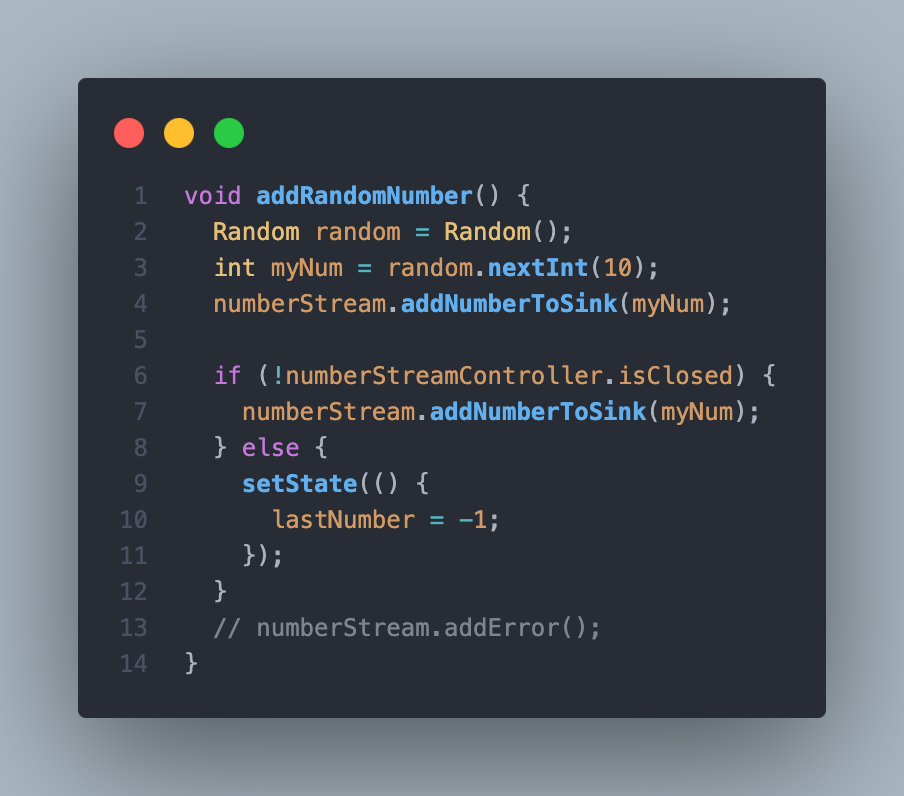 1 void addRandomNumber() {
2   Random random = Random();
3   int myNum = random.nextInt(10);
4   numberStream.addNumberToSink(myNum);
5
6   if (!numberStreamController.isClosed) {
7     numberStream.addNumberToSink(myNum);
8   } else {
9     setState(() {
10       lastNumber = -1;
11     });
12   }
13   // numberStream.addError();
14 }